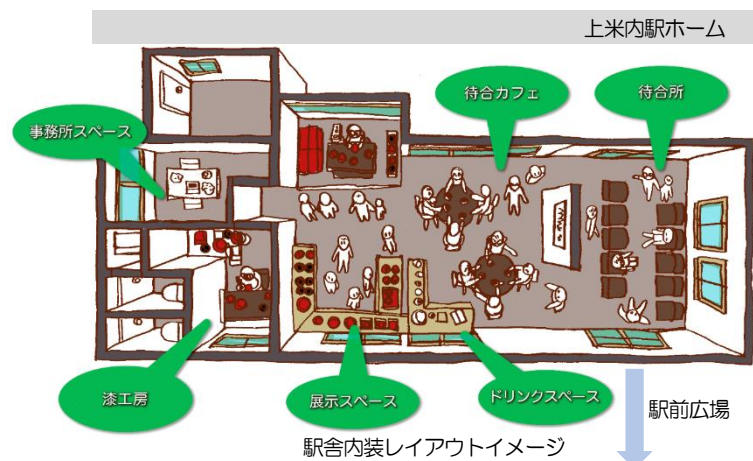 上米内駅ホーム
待合カフェ
待合所
事務所スペース
漆工房
展示スペース
ドリンクスペース
駅前広場
駅舎内装レイアウトイメージ